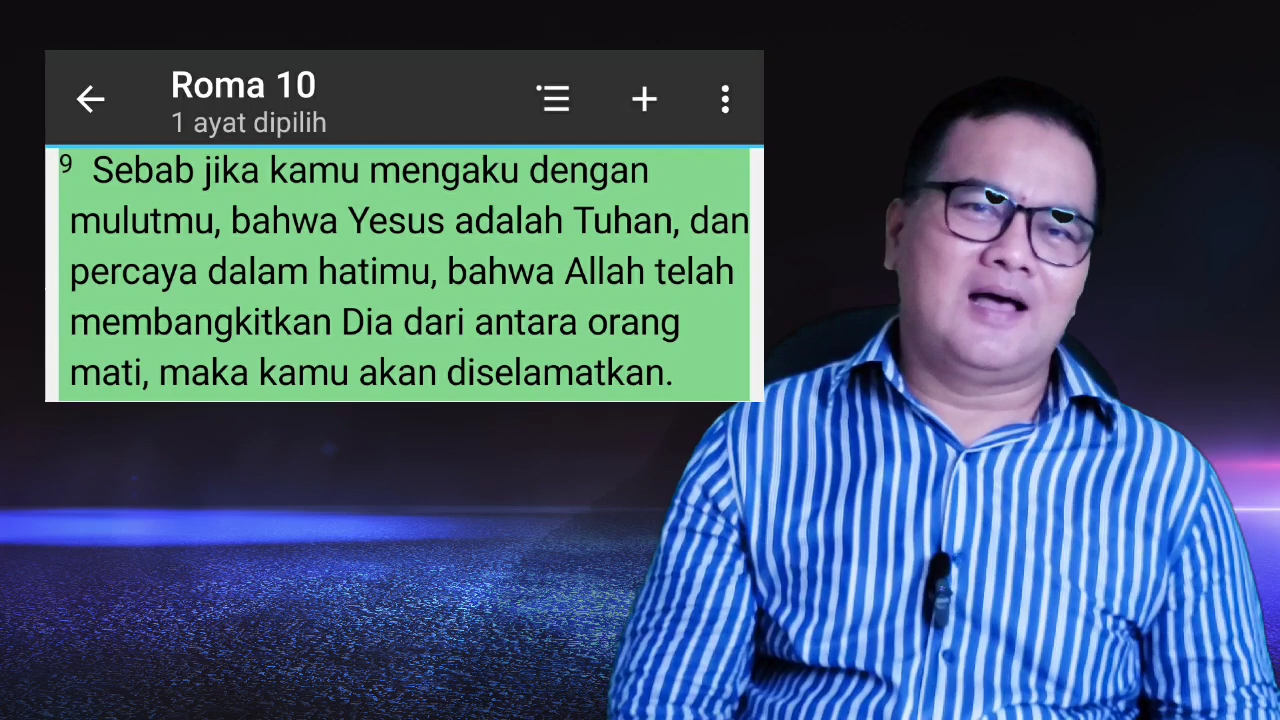 Roma 10
1 ayat dipilih
9 Sebab jika kamu mengaku dengan
mulutmu, bahwa Yesus adalah Tuhan, dan
percaya dalam hatimu, bahwa Allah telah
membangkitkan Dia dari antara orang
mati, maka kamu akan diselamatkan.